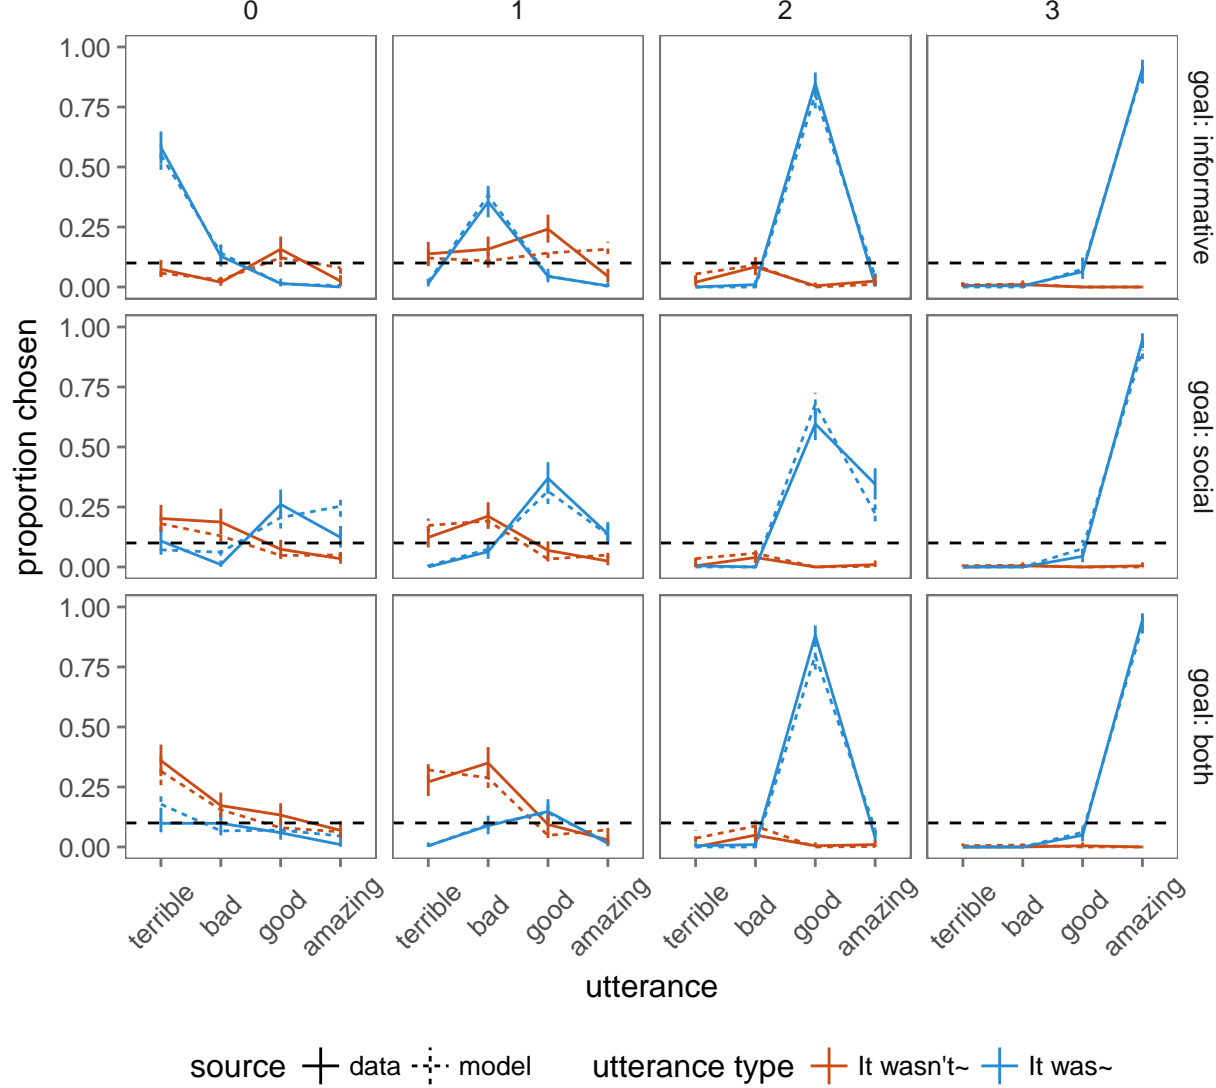 0 1 2 3
1.00
0.75
0.50
0.25
0.00
goal: informative
1.00
0.75
0.50
0.25
0.00
goal: social
proportion chosen
1.00
0.75
0.50
0.25
0.00
goal: both
terrible bad good amazing terrible bad good amazing terrible bad good amazing terrible bad good amazing
utterance
source data model utterance type It wasn't~ It was~